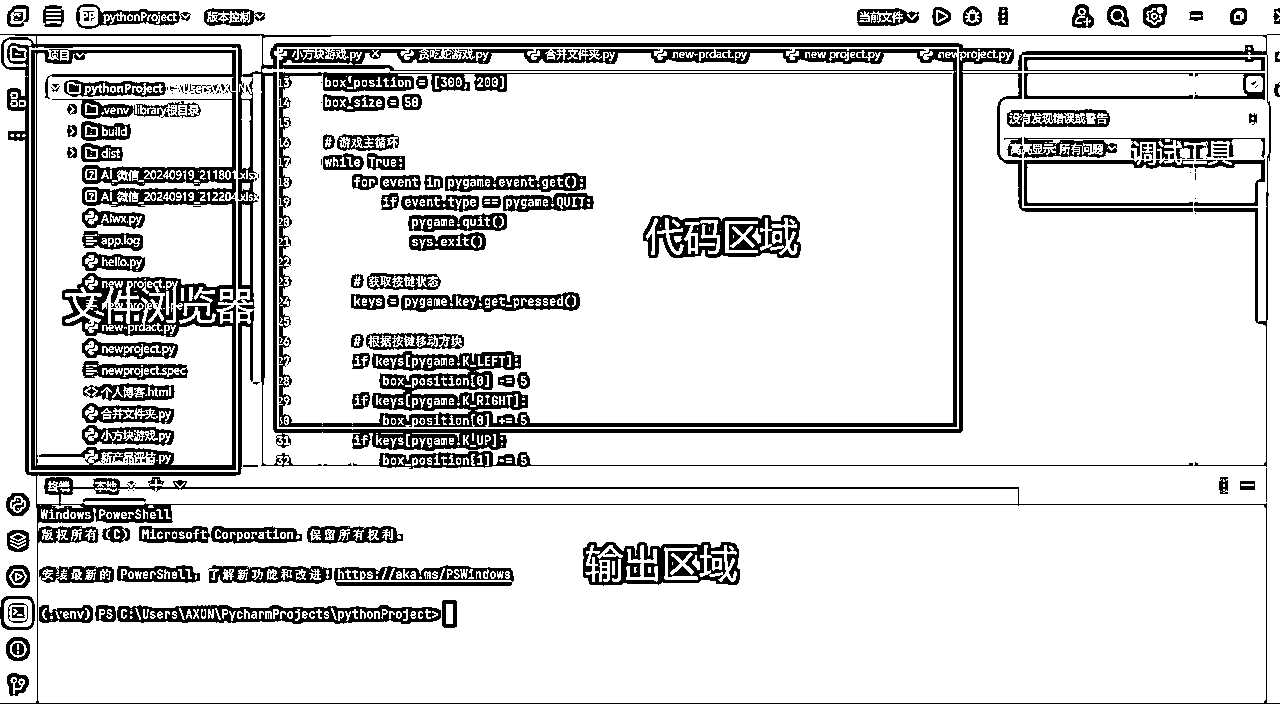 PP pythonProject 版本控制 当前文件
项目
pythonProject C:\Users\AXUN\
.venv library根目录
build
dist
AI_微信_20240919_211801.xlsx
AI_微信_20240919_212204.xlsx
AIwx.py
app.log
hello.py
new project.py
new-prdact.py
newproject.py
newproject.spec
个人博客.html
合并文件夹.py
小方块游戏.py
新产品评估.py
文件浏览器
小方块游戏.py 贪吃蛇游戏.py 合并文件夹.py new-prdact.py new project.py newproject.py
13 box_position = [300, 200]
14 box_size = 50
15
16 # 游戏主循环
17 while True:
18 for event in pygame.event.get():
19 if event.type == pygame.QUIT:
20 pygame.quit()
21 sys.exit()
22
23 # 获取按键状态
24 keys = pygame.key.get_pressed()
25
26 # 根据按键移动方块
27 if keys[pygame.K_LEFT]:
28 box_position[0] -= 5
29 if keys[pygame.K_RIGHT]:
30 box_position[0] += 5
31 if keys[pygame.K_UP]:
32 box_position[1] -= 5
代码区域
没有发现错误或警告
高亮显示: 所有问题
调试工具
终端 本地
Windows PowerShell
版权所有 (C) Microsoft Corporation。保留所有权利。
安装最新的 PowerShell，了解新功能和改进！https://aka.ms/PSWindows
(.venv) PS C:\Users\AXUN\PycharmProjects\pythonProject>
输出区域